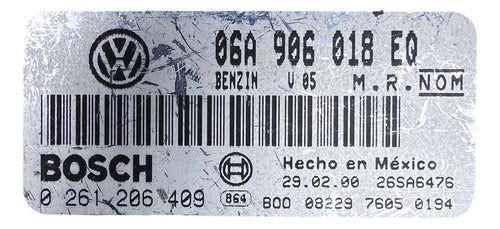 06A 906 018 EQ
BENZIN V 05 M.R. NOM
BOSCH
Hecho en México
29.02.00 26SA6476
0 261 206 409 864 800 08229 7605 0194